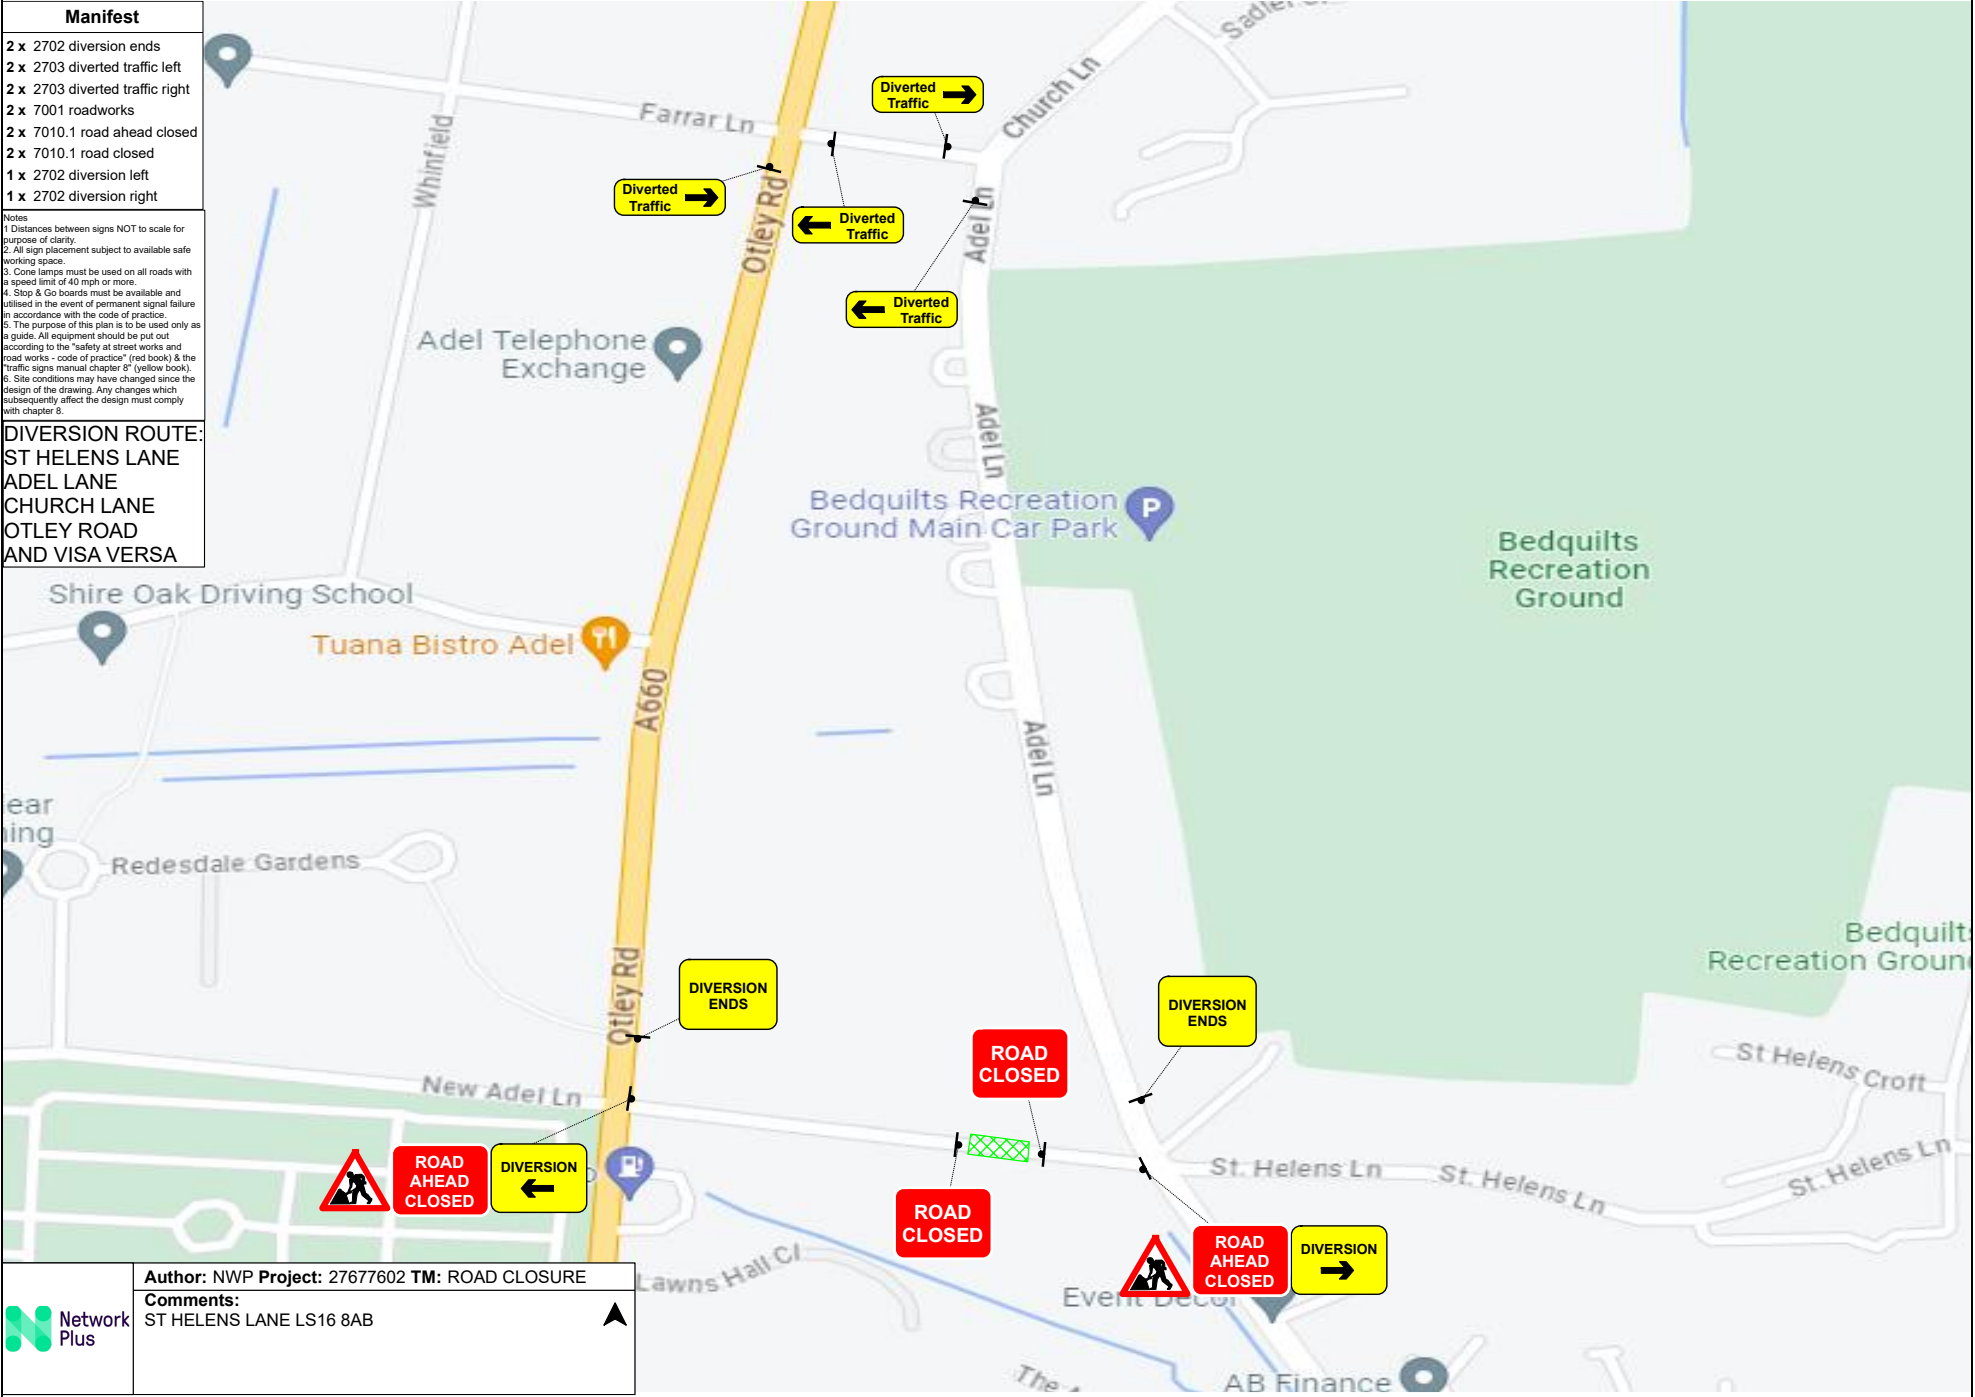 Manifest
2 x 2702 diversion ends
2 x 2703 diverted traffic left
2 x 2703 diverted traffic right
2 x 7001 roadworks
2 x 7010.1 road ahead closed
2 x 7010.1 road closed
1 x 2702 diversion left
1 x 2702 diversion right
Notes
1 Distances between signs NOT to scale for
purpose of clarity.
2. All sign placement subject to available safe
working space.
3. Cone lamps must be used on all roads with
a speed limit of 40 mph or more.
4. Stop & Go boards must be available and
utilised in the event of permanent signal failure
in accordance with the code of practice.
5. The purpose of this plan is to be used only as
a guide. All equipment should be put out
according to the "safety at street works and
road works - code of practice" (red book) & the
"traffic signs manual chapter 8" (yellow book).
6. Site conditions may have changed since the
design of the drawing. Any changes which
subsequently affect the design must comply
with chapter 8.
DIVERSION ROUTE:
ST HELENS LANE
ADEL LANE
CHURCH LANE
OTLEY ROAD
AND VISA VERSA
Whinfield
Farrar Ln
Church Ln
Diverted
Traffic
Diverted
Traffic
Diverted
Traffic
Diverted
Traffic
Otley Rd
Adel Ln
Adel Telephone
Exchange
Adel Ln
Bedquilts Recreation
Ground Main Car Park
P
Bedquilts
Recreation
Ground
Shire Oak Driving School
Tuana Bistro Adel
A660
Adel Ln
ear
ing
Redesdale Gardens
Bedquilts
Recreation Ground
Otley Rd
DIVERSION
ENDS
DIVERSION
ENDS
ROAD
CLOSED
New Adel Ln
St Helens Croft
ROAD
AHEAD
CLOSED
DIVERSION
ROAD
CLOSED
St. Helens Ln
St. Helens Ln
St. Helens Ln
ROAD
AHEAD
CLOSED
DIVERSION
Lawns Hall Cl
Event Decor
The
AB Finance
Network
Plus
Author: NWP Project: 27677602 TM: ROAD CLOSURE
Comments:
ST HELENS LANE LS16 8AB